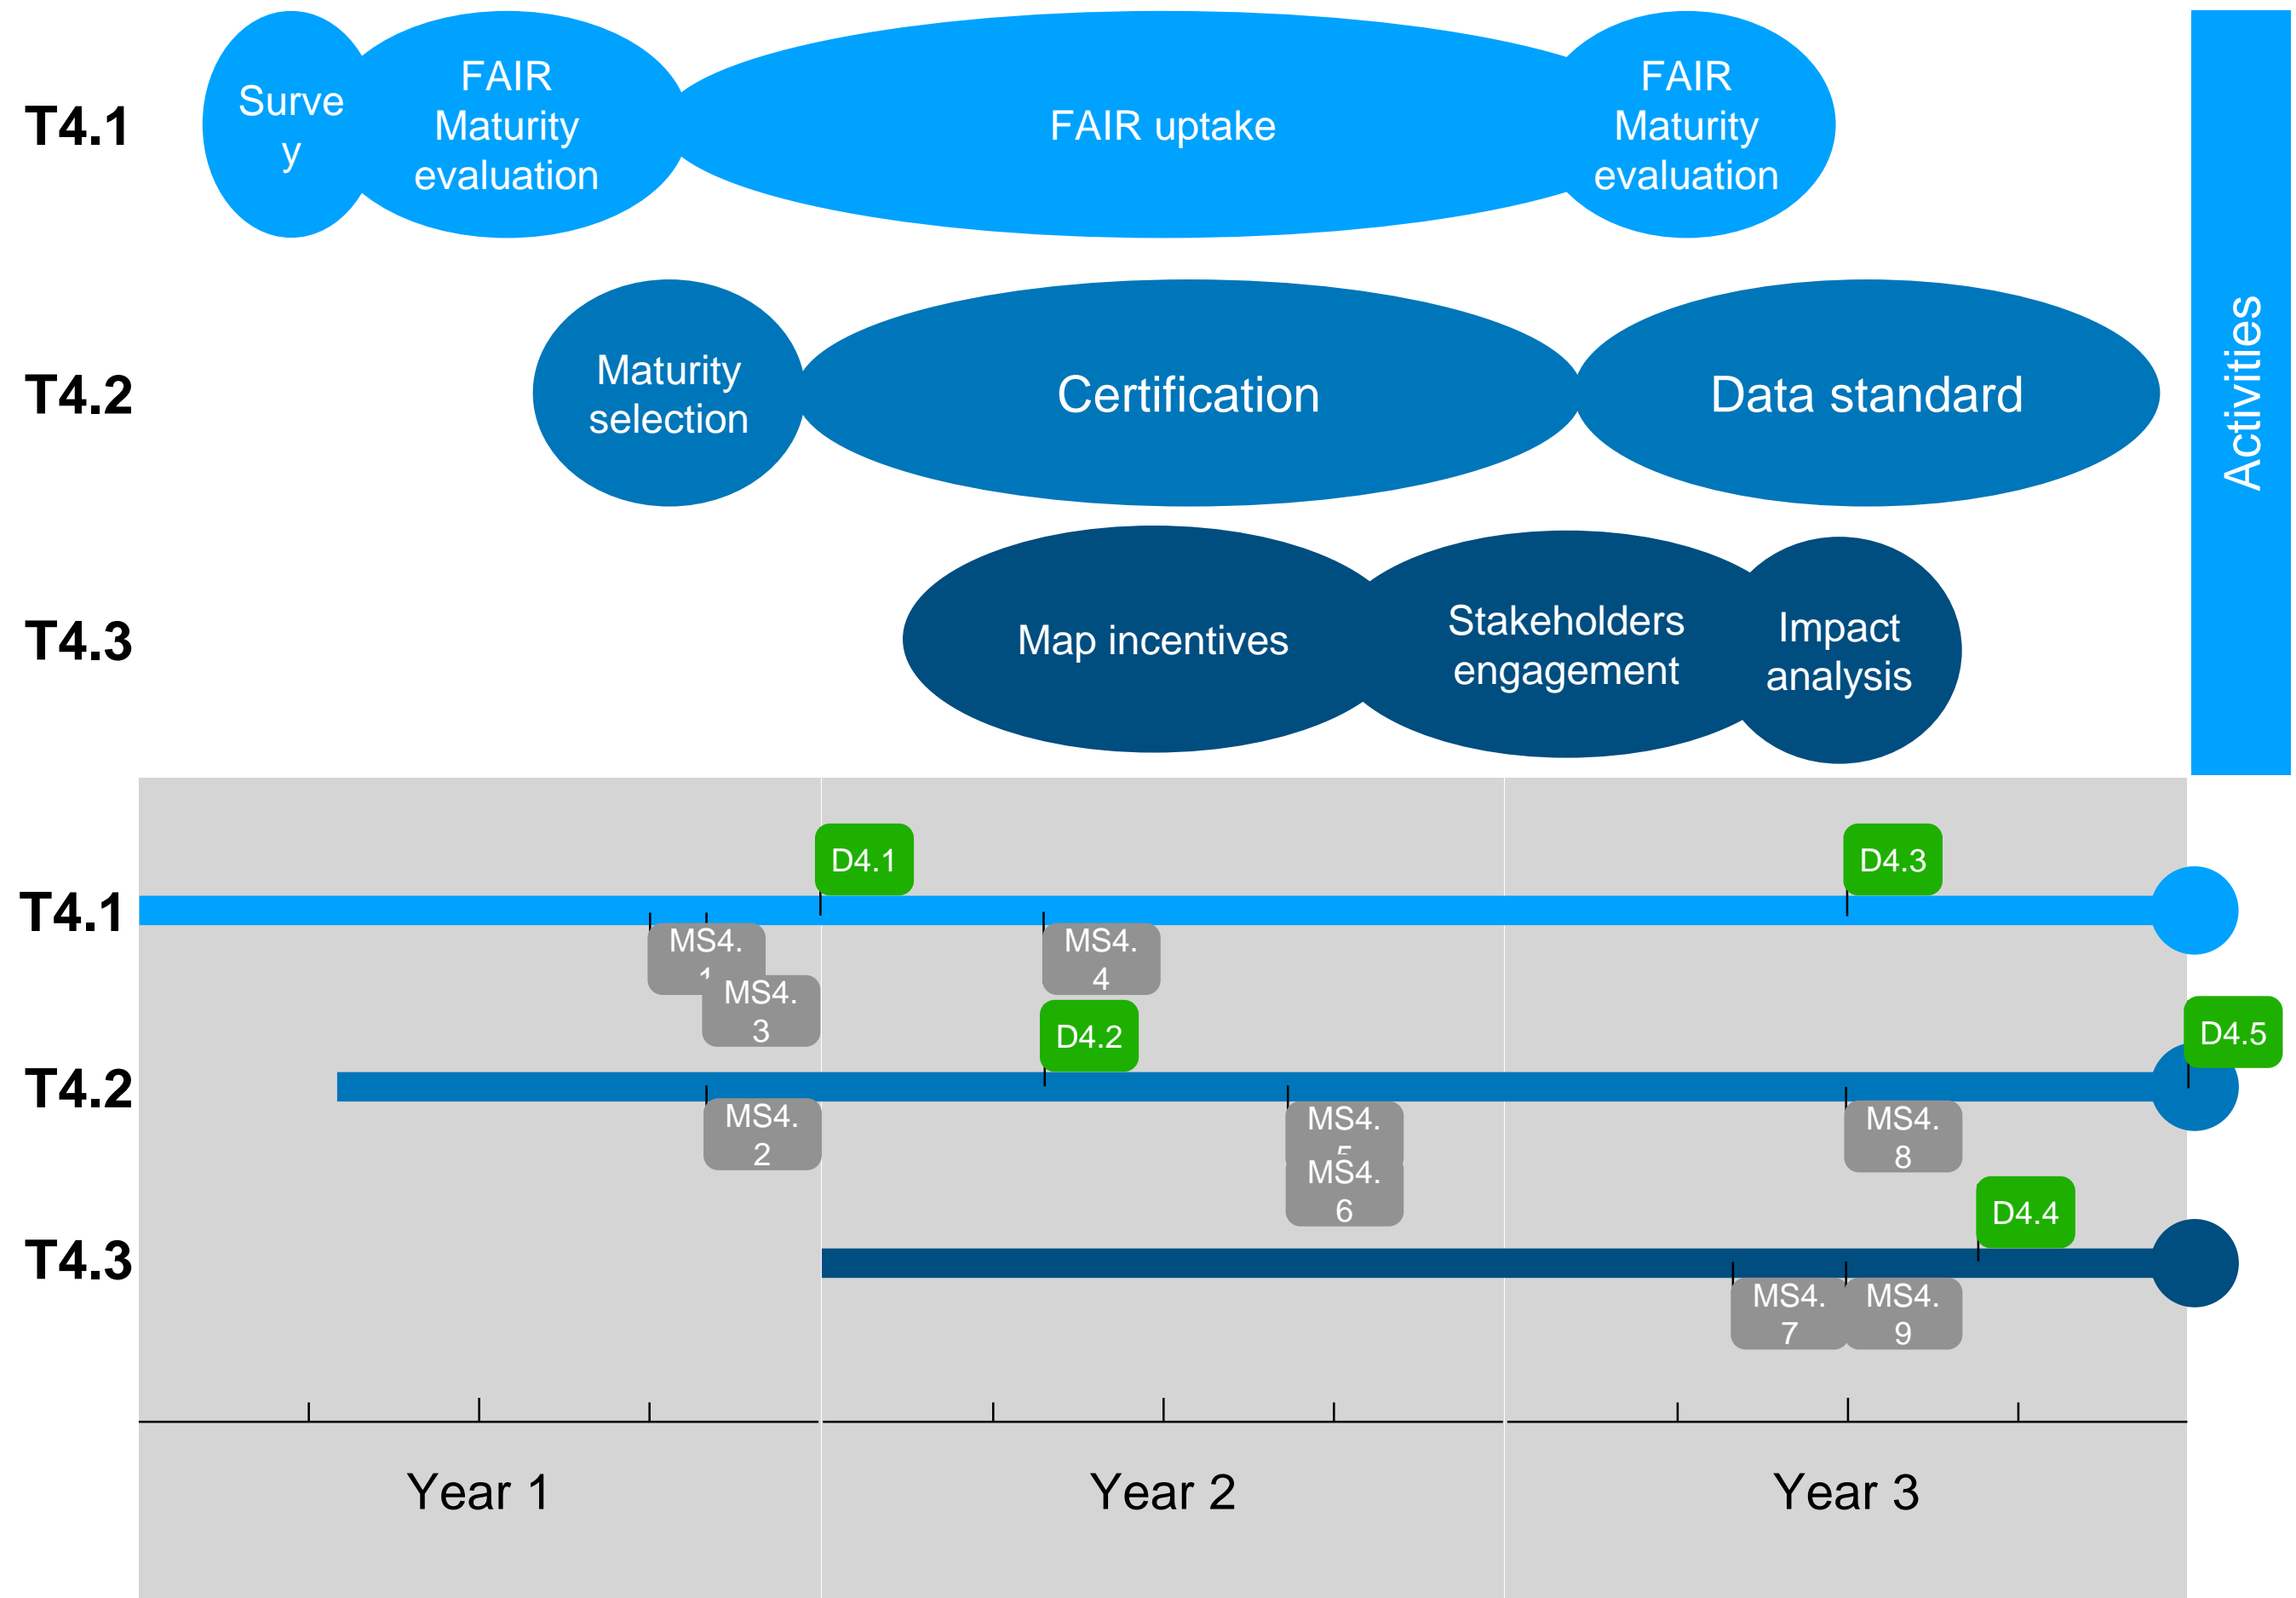 T4.1
Surve
y
FAIR
Maturity
evaluation
FAIR uptake
FAIR
Maturity
evaluation
T4.2
Maturity
selection
Certification
Data standard
T4.3
Map incentives
Stakeholders
engagement
Impact
analysis
Activities
T4.1
D4.1
D4.3
MS4.
1
MS4.
3
MS4.
4
T4.2
D4.2
D4.5
MS4.
2
MS4.
5
MS4.
6
MS4.
8
T4.3
D4.4
MS4.
7
MS4.
9
Year 1
Year 2
Year 3